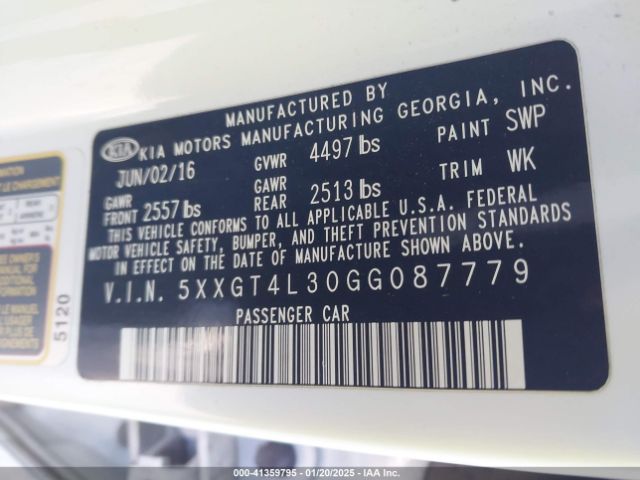 MANUFACTURED BY
KIA KIA MOTORS MANUFACTURING GEORGIA, INC.
JUN/02/16 GVWR 4497 lbs PAINT SWP
GAWR FRONT 2557 lbs GAWR REAR 2513 lbs TRIM WK
THIS VEHICLE CONFORMS TO ALL APPLICABLE U.S.A. FEDERAL
MOTOR VEHICLE SAFETY, BUMPER, AND THEFT PREVENTION STANDARDS
IN EFFECT ON THE DATE OF MANUFACTURE SHOWN ABOVE.
V.I.N. 5XXGT4L30GG087779
PASSENGER CAR
5120
000-41359795 - 01/20/2025 - IAA Inc.